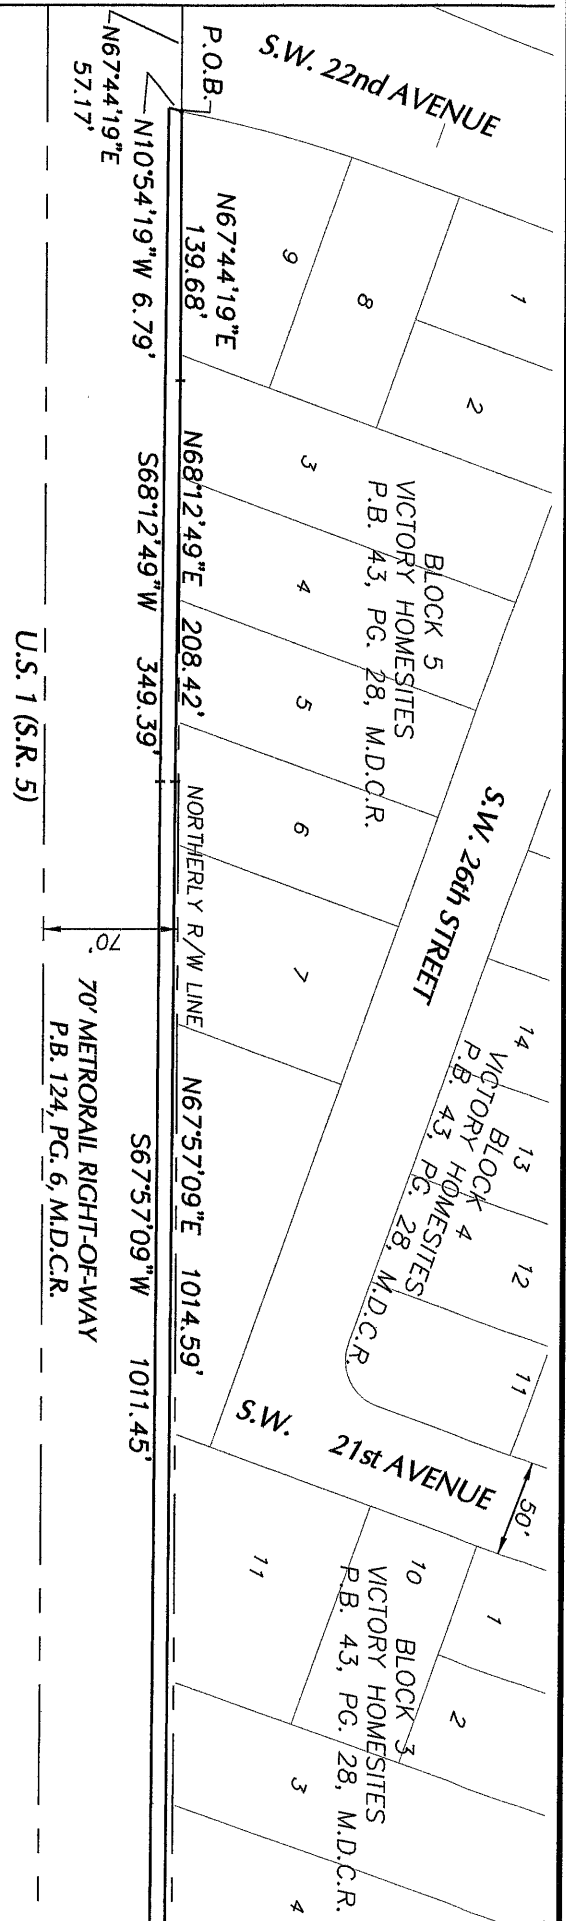 S.W. 22nd AVENUE
P.O.B.
N67°44'19"E
57.17'
N10°54'19"W 6.79'
N67°44'19"E
139.68'
9
8
1
2
3
4
5
6
7
BLOCK 5
VICTORY HOMESITES
P.B. 43, PG. 28, M.D.C.R.
N68°12'49"E 208.42'
S68°12'49"W 349.39'
NORTHERLY R/W LINE
U.S. 1 (S.R. 5)
70'
70' METRORAIL RIGHT-OF-WAY
P.B. 124, PG. 6, M.D.C.R.
N67°57'09"E 1014.59'
S67°57'09"W 1011.45'
S.W. 26th STREET
14
13
12
11
BLOCK 4
VICTORY HOMESITES
P.B. 43, PG. 28, M.D.C.R.
S.W. 21st AVENUE
50'
10
11
1
2
3
4
BLOCK 3
VICTORY HOMESITES
P.B. 43, PG. 28, M.D.C.R.